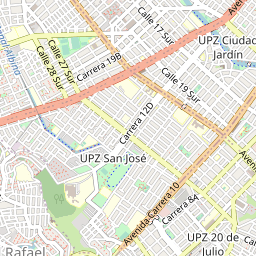 Calle 17 Sur
UPZ Ciudad
Jardín
Calle 27 Sur
Calle 28 Sur
Carrera 19B
Calle 19 Sur
Carrera 12D
UPZ San José
Avenida Carrera 10
Carrera 8A
UPZ 20 de
Julio
Rafael